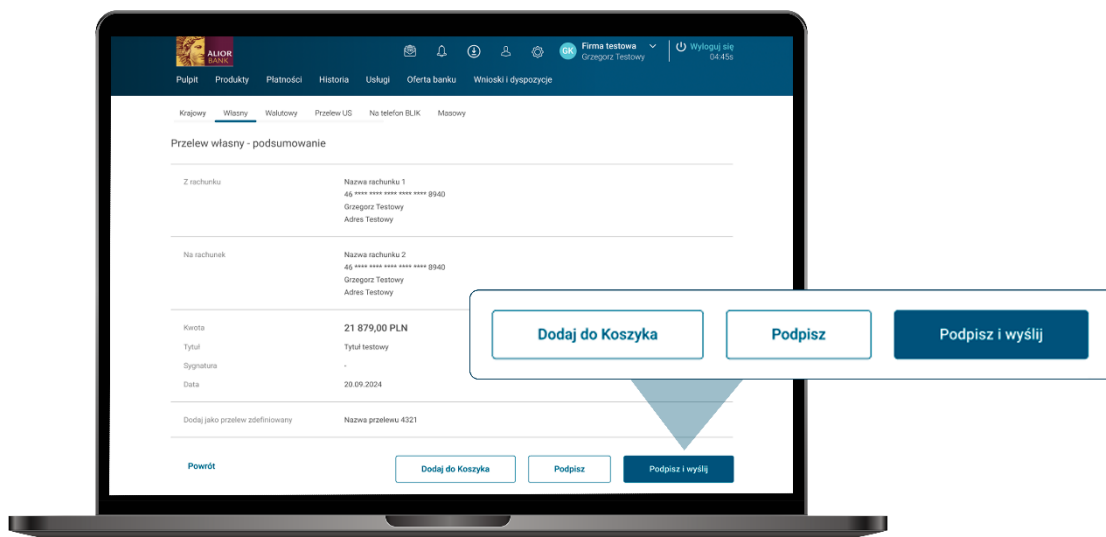 ALIOR
BANK
GK
Firma testowa
Grzegorz Testowy
Wyloguj się
04:45s
Pulpit Produkty Płatności Historia Usługi Oferta banku Wnioski i dyspozycje
Krajowy Własny Walutowy Przelew US Na telefon BLIK Masowy
Przelew własny - podsumowanie
Z rachunku
Nazwa rachunku 1
46 **** **** **** **** **** 8940
Grzegorz Testowy
Adres Testowy
Na rachunek
Nazwa rachunku 2
46 **** **** **** **** **** 8940
Grzegorz Testowy
Adres Testowy
Kwota 21 879,00 PLN
Tytuł Tytuł testowy
Sygnatura -
Data 20.09.2024
Dodaj jako przelew zdefiniowany Nazwa przelewu 4321
Powrót Dodaj do Koszyka Podpisz Podpisz i wyślij
Dodaj do Koszyka Podpisz Podpisz i wyślij